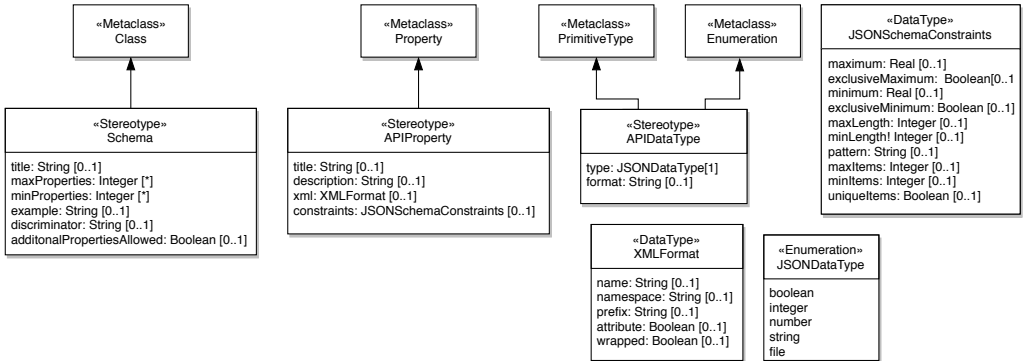 «Metaclass»
Class
«Metaclass»
Property
«Metaclass»
PrimitiveType
«Metaclass»
Enumeration
«DataType»
JSONSchemaConstraints
maximum: Real [0..1]
exclusiveMaximum: Boolean[0..1
minimum: Real [0..1]
exclusiveMinimum: Boolean [0..1]
maxLength: Integer [0..1]
minLength! Integer [0..1]
pattern: String [0..1]
maxItems: Integer [0..1]
minItems: Integer [0..1]
uniqueItems: Boolean [0..1]
«Stereotype»
Schema
title: String [0..1]
maxProperties: Integer [*]
minProperties: Integer [*]
example: String [0..1]
discriminator: String [0..1]
additonalPropertiesAllowed: Boolean [0..1]
«Stereotype»
APIProperty
title: String [0..1]
description: String [0..1]
xml: XMLFormat [0..1]
constraints: JSONSchemaConstraints [0..1]
«Stereotype»
APIDataType
type: JSONDataType[1]
format: String [0..1]
«DataType»
XMLFormat
name: String [0..1]
namespace: String [0..1]
prefix: String [0..1]
attribute: Boolean [0..1]
wrapped: Boolean [0..1]
«Enumeration»
JSONDataType
boolean
integer
number
string
file